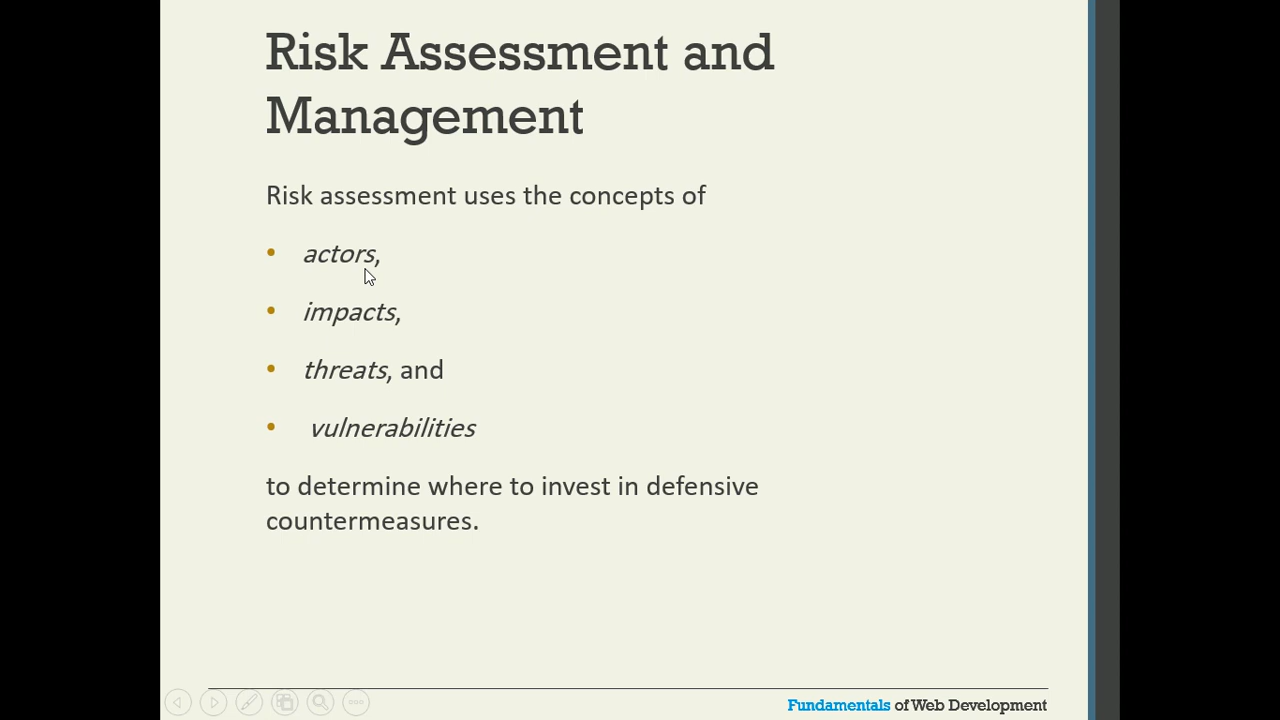 Risk Assessment and
Management
Risk assessment uses the concepts of
• actors,
• impacts,
• threats, and
• vulnerabilities
to determine where to invest in defensive
countermeasures.
Fundamentals of Web Development